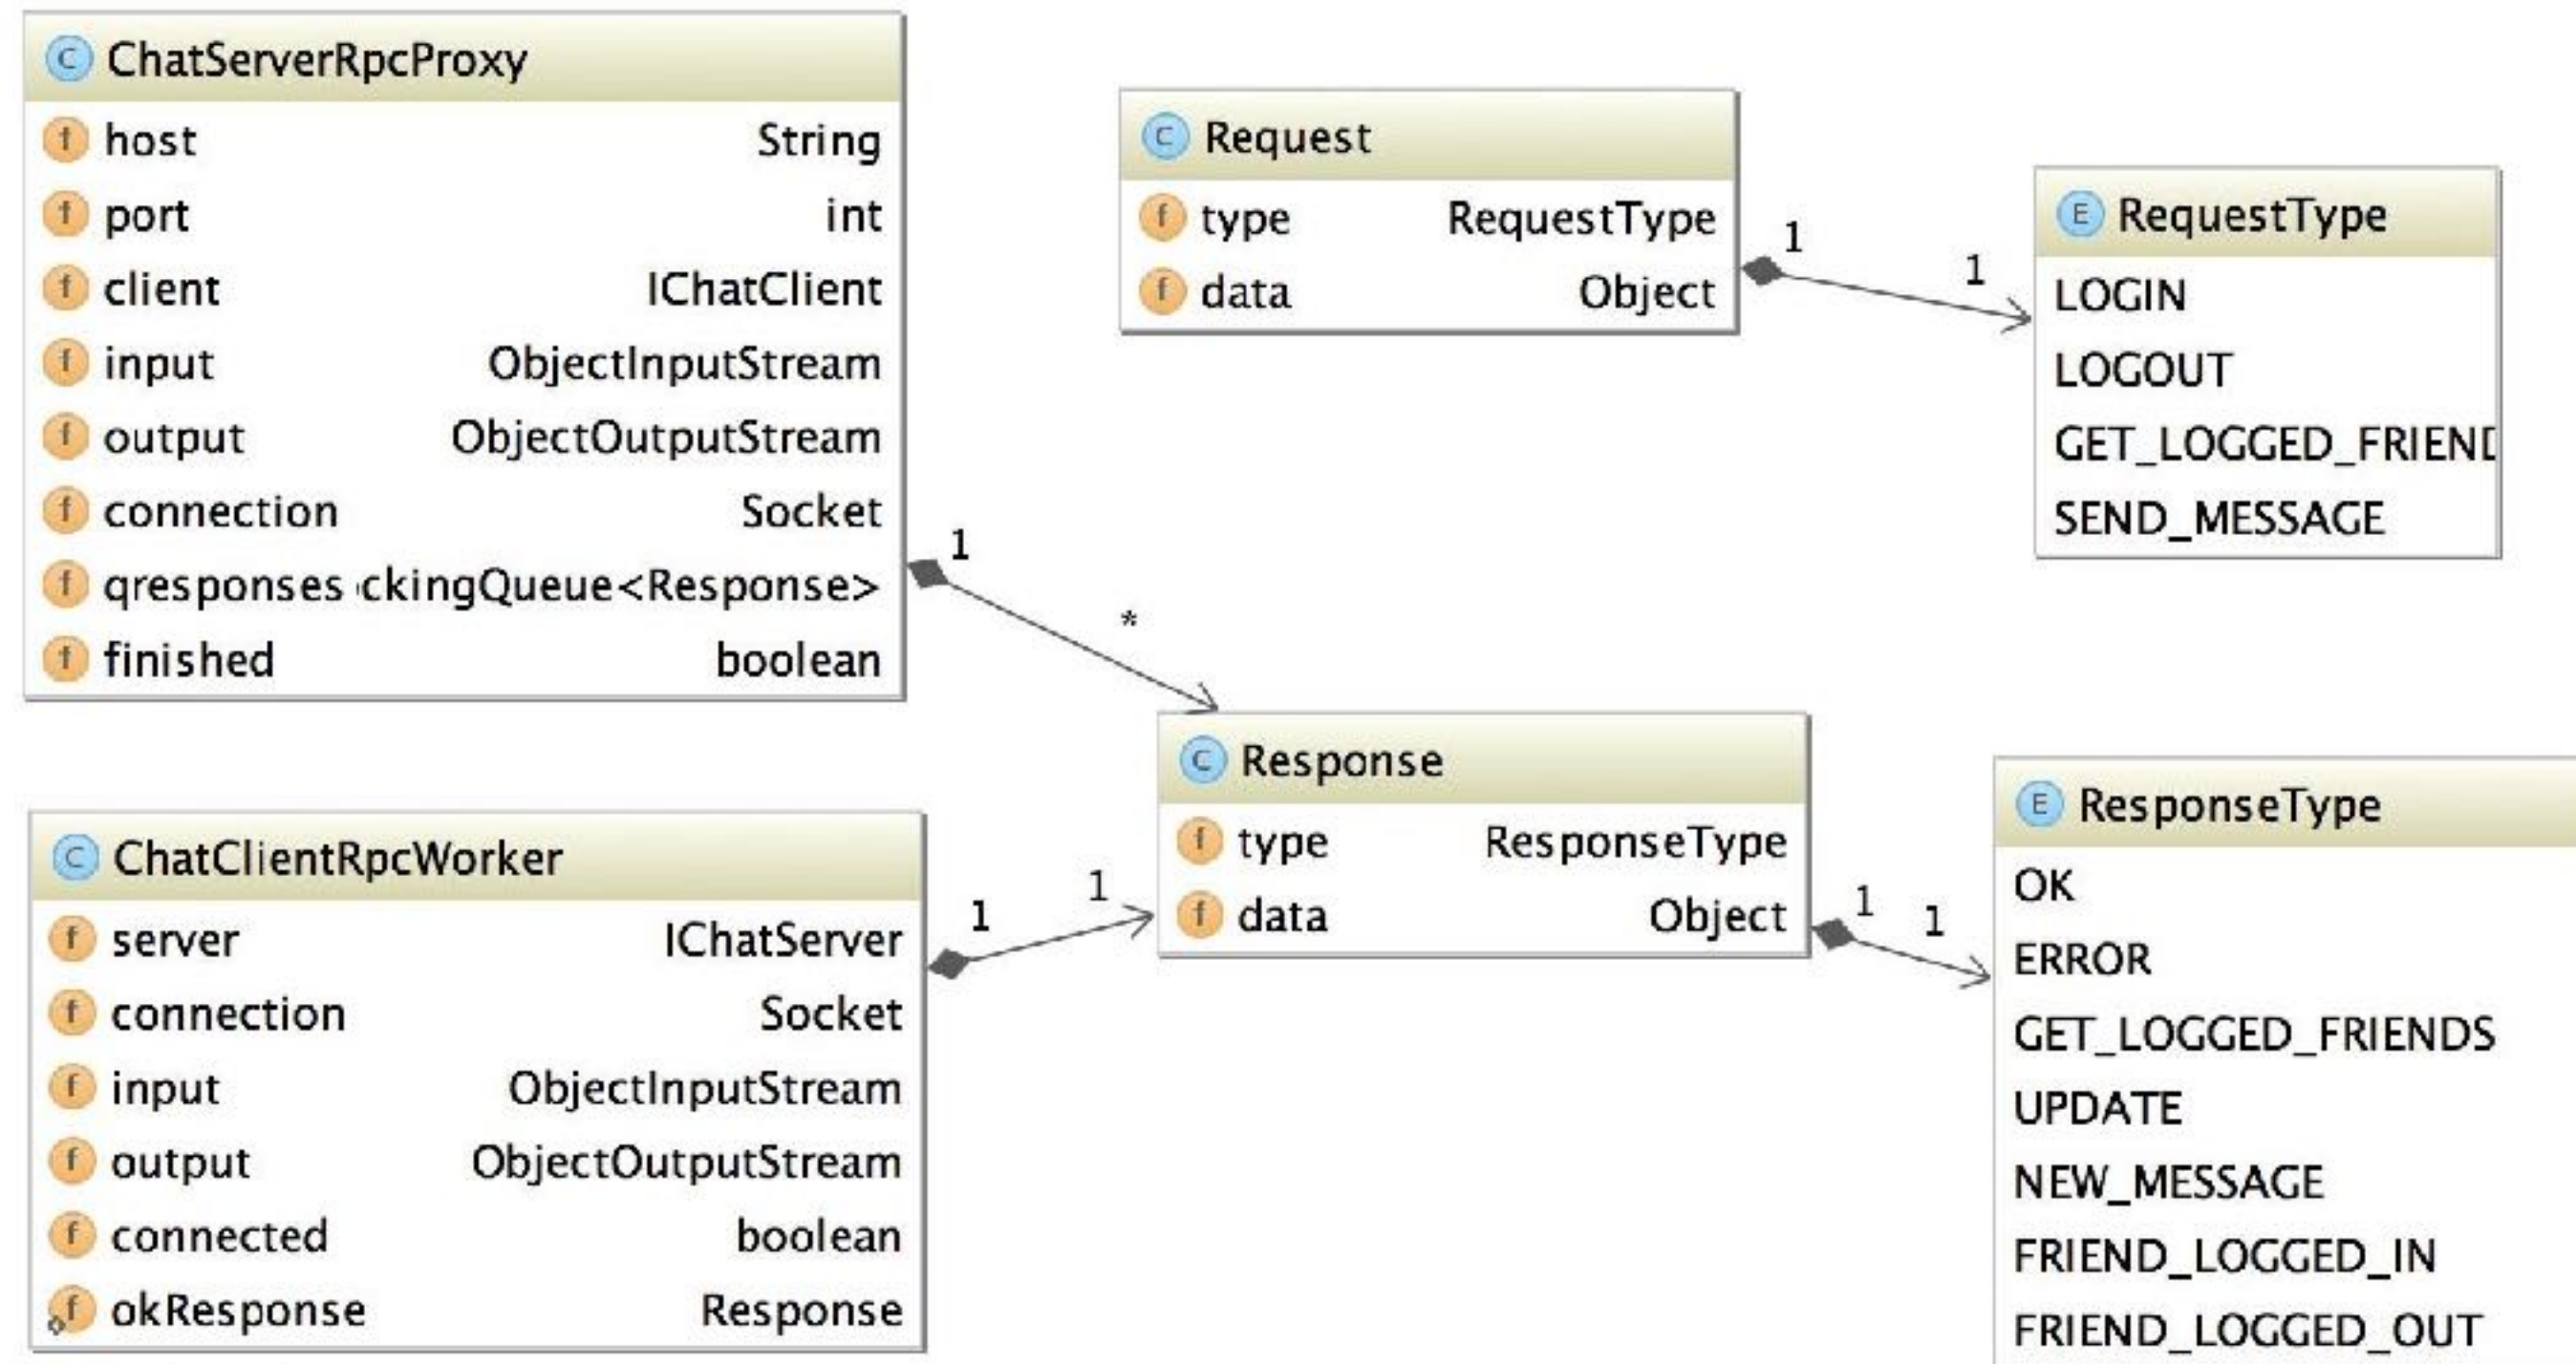 C ChatServerRpcProxy
f host String
f port int
f client IChatClient
f input ObjectInputStream
f output ObjectOutputStream
f connection Socket
f qresponses ckingQueue<Response>
f finished boolean
C Request
f type RequestType
f data Object
1
1
E RequestType
LOGIN
LOGOUT
GET_LOGGED_FRIEND
SEND_MESSAGE
1
*
C Response
f type ResponseType
f data Object
1
1
C ChatClientRpcWorker
f server IChatServer
f connection Socket
f input ObjectInputStream
f output ObjectOutputStream
f connected boolean
f okResponse Response
1
1
E ResponseType
OK
ERROR
GET_LOGGED_FRIENDS
UPDATE
NEW_MESSAGE
FRIEND_LOGGED_IN
FRIEND_LOGGED_OUT